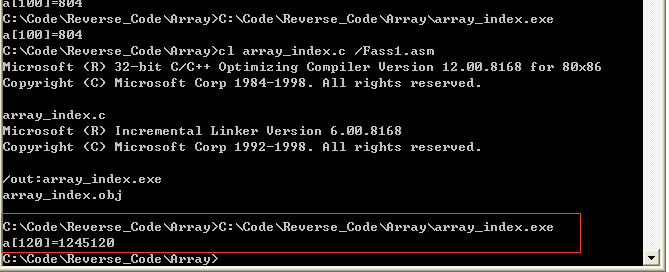 a[100]=804
C:\Code\Reverse_Code\Array>C:\Code\Reverse_Code\Array\array_index.exe
a[100]=804
C:\Code\Reverse_Code\Array>cl array_index.c /Fass1.asm
Microsoft (R) 32-bit C/C++ Optimizing Compiler Version 12.00.8168 for 80x86
Copyright (C) Microsoft Corp 1984-1998. All rights reserved.
array_index.c
Microsoft (R) Incremental Linker Version 6.00.8168
Copyright (C) Microsoft Corp 1992-1998. All rights reserved.
/out:array_index.exe
array_index.obj
C:\Code\Reverse_Code\Array>C:\Code\Reverse_Code\Array\array_index.exe
a[120]=1245120
C:\Code\Reverse_Code\Array>